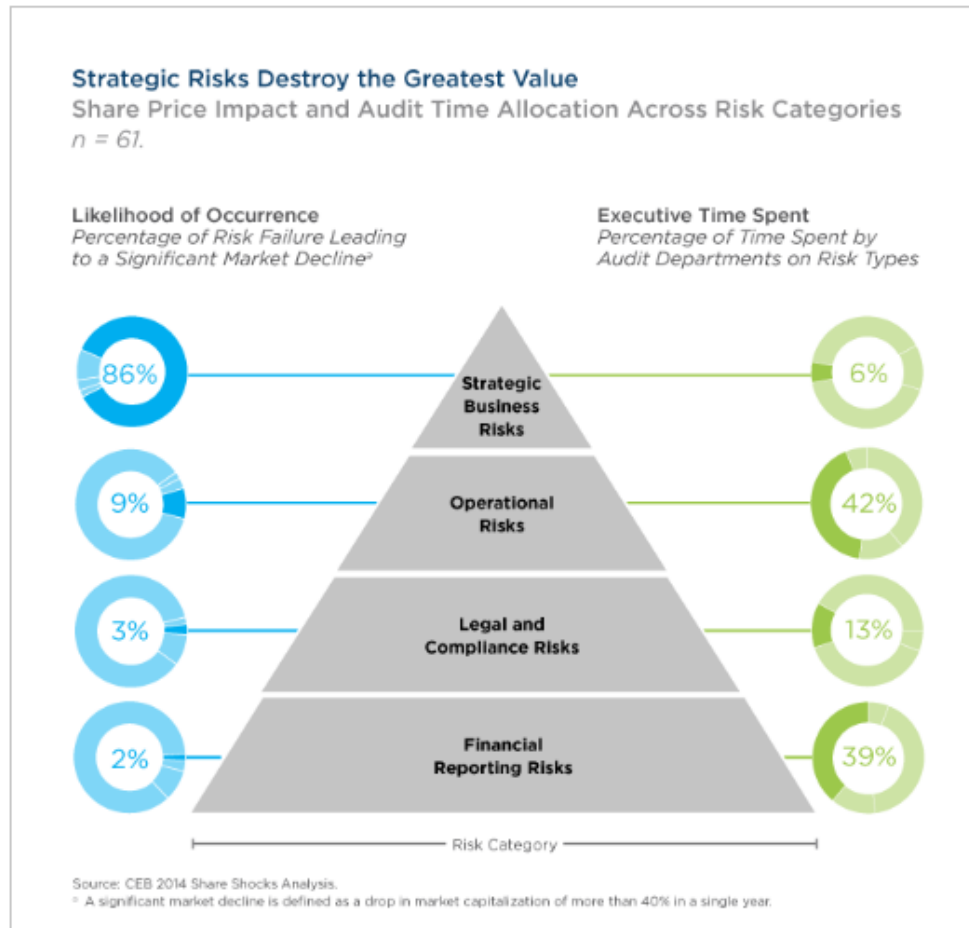 Strategic Risks Destroy the Greatest Value
Share Price Impact and Audit Time Allocation Across Risk Categories
n = 61.
Likelihood of Occurrence
Percentage of Risk Failure Leading
to a Significant Market Decline^a
Executive Time Spent
Percentage of Time Spent by
Audit Departments on Risk Types
86%
Strategic
Business
Risks
6%
9%
Operational
Risks
42%
3%
Legal and
Compliance Risks
13%
2%
Financial
Reporting Risks
39%
Risk Category
Source: CEB 2014 Share Shocks Analysis.
^a A significant market decline is defined as a drop in market capitalization of more than 40% in a single year.